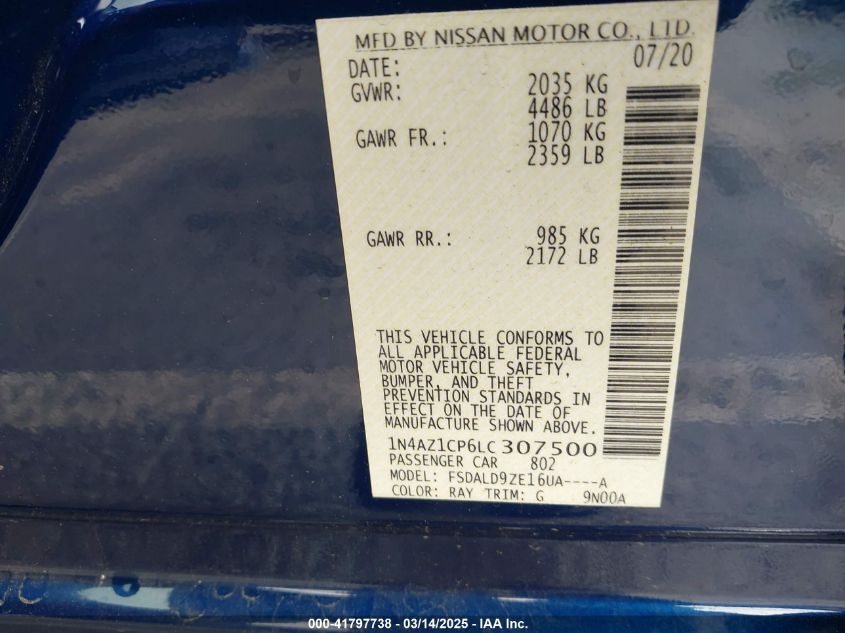 MFD BY NISSAN MOTOR CO., LTD.
DATE: 07/20
GVWR: 2035 KG
4486 LB
GAWR FR.: 1070 KG
2359 LB
GAWR RR.: 985 KG
2172 LB
THIS VEHICLE CONFORMS TO
ALL APPLICABLE FEDERAL
MOTOR VEHICLE SAFETY,
BUMPER, AND THEFT
PREVENTION STANDARDS IN
EFFECT ON THE DATE OF
MANUFACTURE SHOWN ABOVE.
1N4AZ1CP6LC307500
PASSENGER CAR 802
MODEL: FSDALD9ZE16UA----A
COLOR: RAY TRIM: G 9N00A
000-41797738 - 03/14/2025 - IAA Inc.